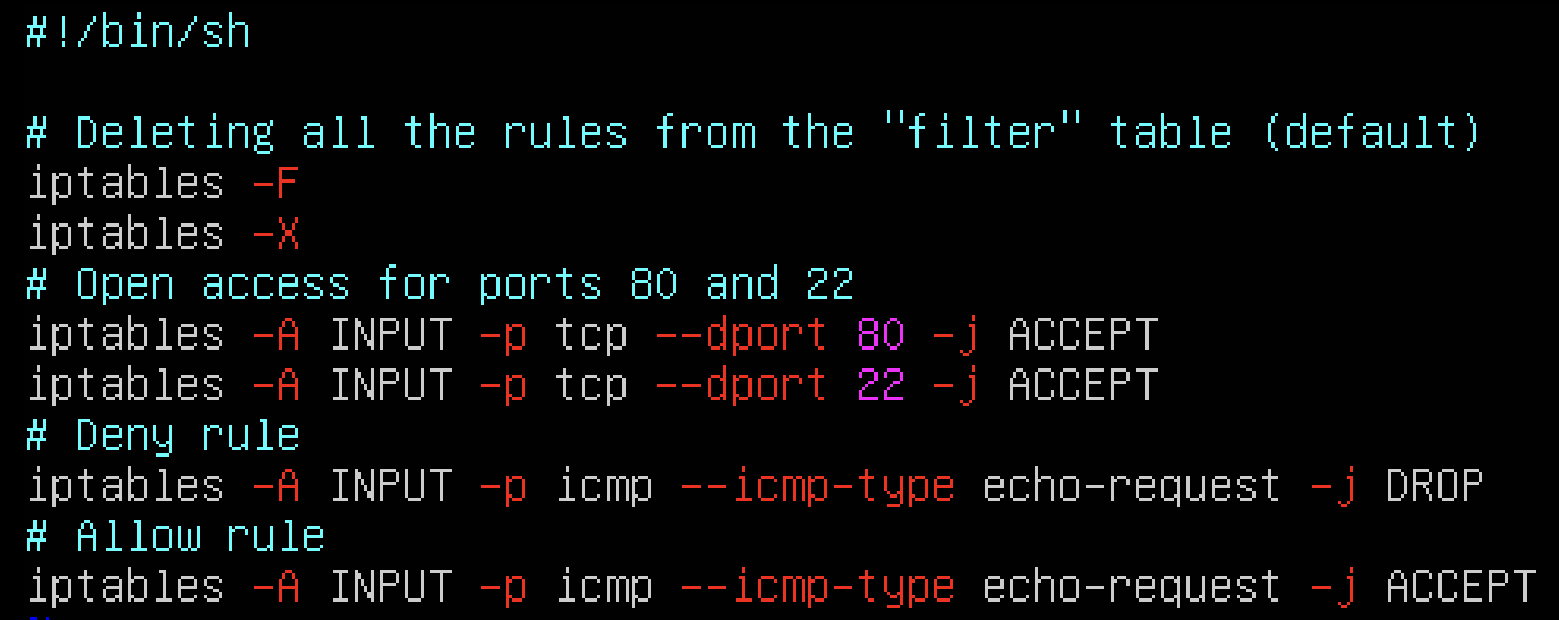 #!/bin/sh
# Deleting all the rules from the "filter" table (default)
iptables -F
iptables -X
# Open access for ports 80 and 22
iptables -A INPUT -p tcp --dport 80 -j ACCEPT
iptables -A INPUT -p tcp --dport 22 -j ACCEPT
# Deny rule
iptables -A INPUT -p icmp --icmp-type echo-request -j DROP
# Allow rule
iptables -A INPUT -p icmp --icmp-type echo-request -j ACCEPT